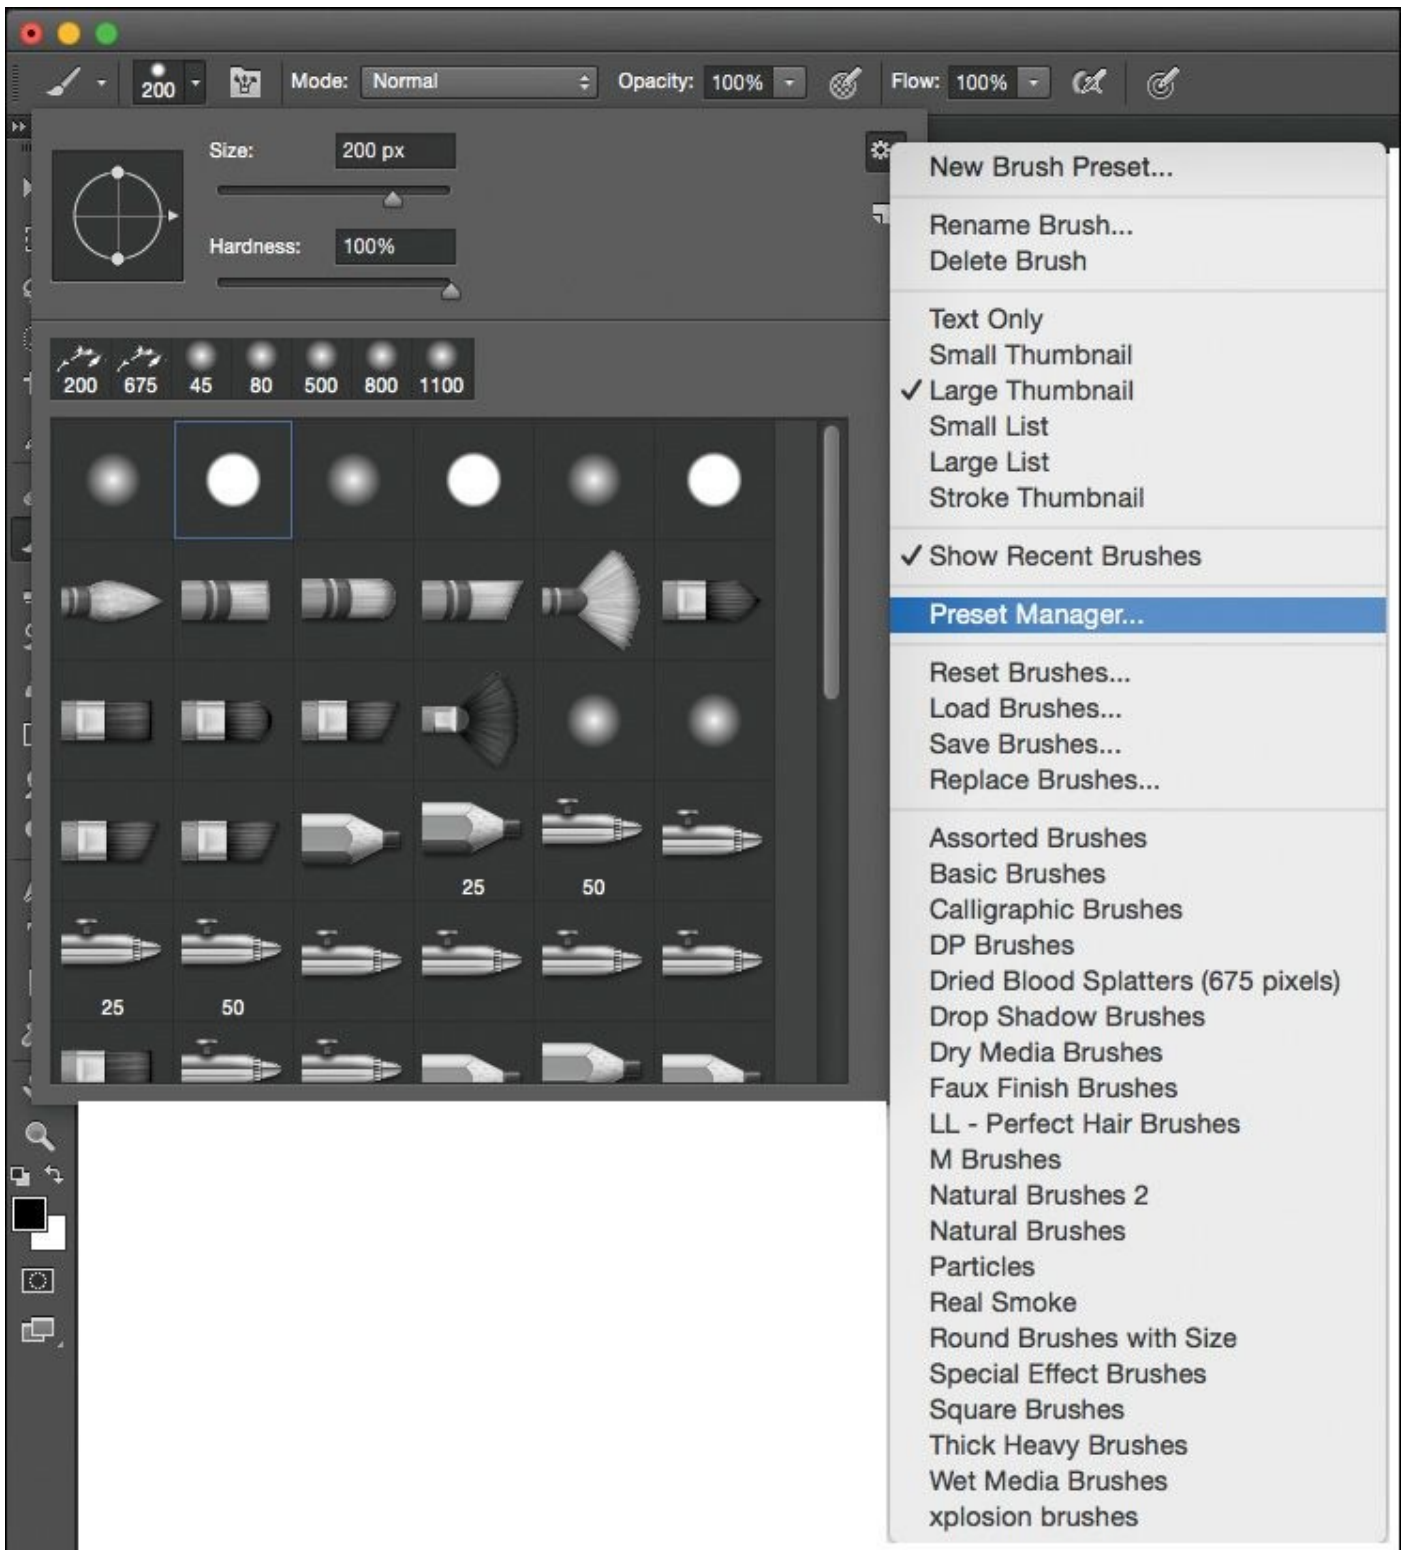 200
Mode: Normal
Opacity: 100%
Flow: 100%
Size: 200 px
Hardness: 100%
200 675 45 80 500 800 1100
25 50
25 50
New Brush Preset...
Rename Brush...
Delete Brush
Text Only
Small Thumbnail
✓ Large Thumbnail
Small List
Large List
Stroke Thumbnail
✓ Show Recent Brushes
Preset Manager...
Reset Brushes...
Load Brushes...
Save Brushes...
Replace Brushes...
Assorted Brushes
Basic Brushes
Calligraphic Brushes
DP Brushes
Dried Blood Splatters (675 pixels)
Drop Shadow Brushes
Dry Media Brushes
Faux Finish Brushes
LL - Perfect Hair Brushes
M Brushes
Natural Brushes 2
Natural Brushes
Particles
Real Smoke
Round Brushes with Size
Special Effect Brushes
Square Brushes
Thick Heavy Brushes
Wet Media Brushes
xplosion brushes